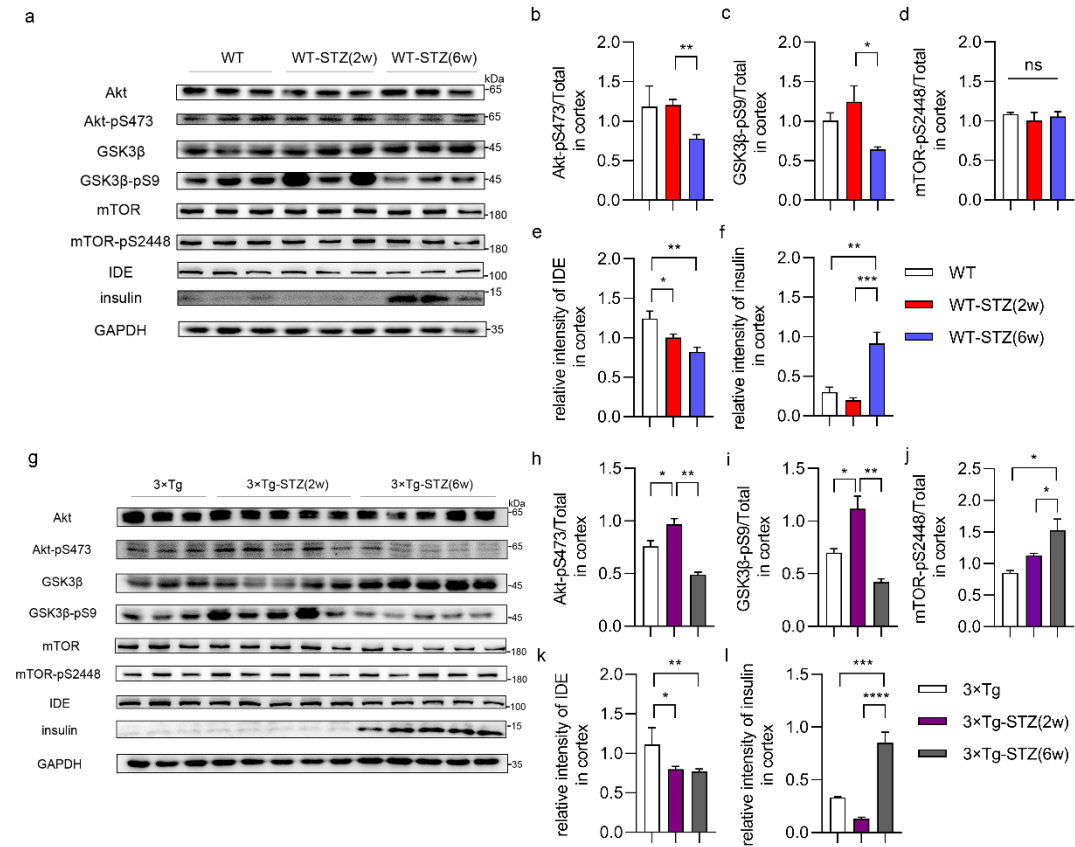 a
WT WT-STZ(2w) WT-STZ(6w)
kDa
Akt 65
Akt-pS473 65
GSK3β 45
GSK3β-pS9 45
mTOR 180
mTOR-pS2448 180
IDE 100
insulin 15
GAPDH 35
b
Akt-pS473/Total
in cortex
2.0
1.5
1.0
0.5
0.0
**
c
GSK3β-pS9/Total
in cortex
2.0
1.5
1.0
0.5
0.0
*
d
mTOR-pS2448/Total
in cortex
2.0
1.5
1.0
0.5
0.0
ns
e
relative intensity of IDE
in cortex
2.0
1.5
1.0
0.5
0.0
**
*
f
relative intensity of insulin
in cortex
2.0
1.5
1.0
0.5
0.0
**
***
WT
WT-STZ(2w)
WT-STZ(6w)
g
3×Tg 3×Tg-STZ(2w) 3×Tg-STZ(6w)
kDa
Akt 65
Akt-pS473 65
GSK3β 45
GSK3β-pS9 45
mTOR 180
mTOR-pS2448 180
IDE 100
insulin 15
GAPDH 35
h
Akt-pS473/Total
in cortex
1.5
1.0
0.5
0.0
* **
i
GSK3β-pS9/Total
in cortex
1.5
1.0
0.5
0.0
* **
j
mTOR-pS2448/Total
in cortex
2.5
2.0
1.5
1.0
0.5
0.0
*
*
k
relative intensity of IDE
in cortex
2.0
1.5
1.0
0.5
0.0
**
*
l
relative intensity of insulin
in cortex
1.5
1.0
0.5
0.0
***
****
3×Tg
3×Tg-STZ(2w)
3×Tg-STZ(6w)